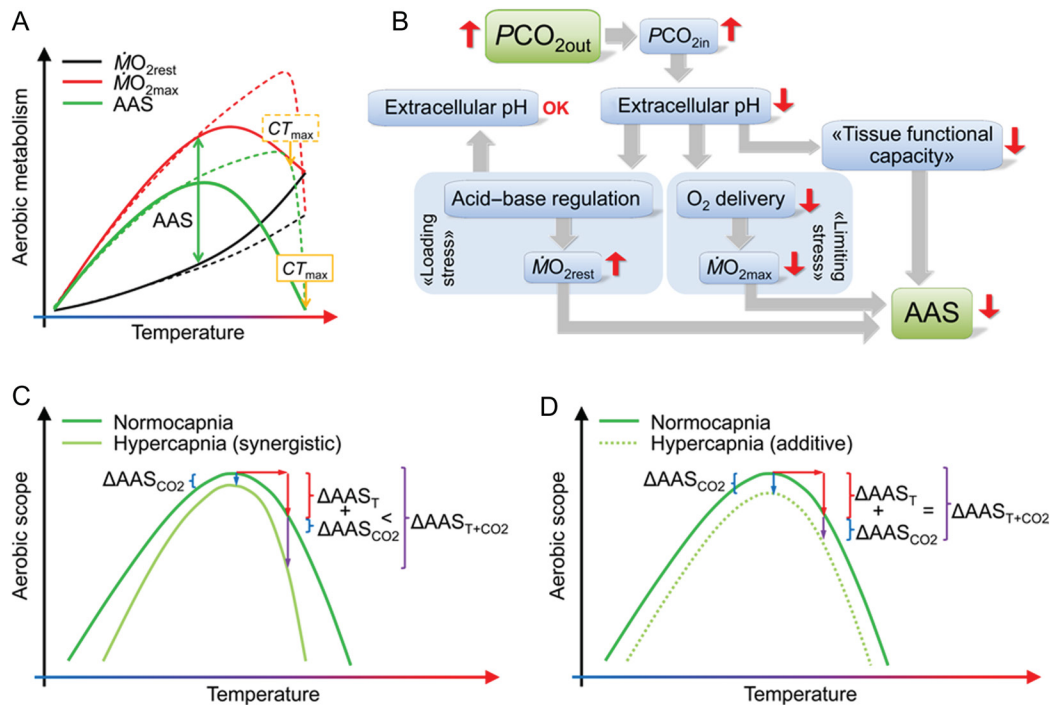 A
ṀO2rest
ṀO2max
AAS
CTmax
AAS
CTmax
Aerobic metabolism
Temperature
B
PCO2out
PCO2in
Extracellular pH OK
Extracellular pH
«Tissue functional
capacity»
Acid–base regulation
O2 delivery
«Loading
stress»
«Limiting
stress»
ṀO2rest
ṀO2max
AAS
C
Normocapnia
Hypercapnia (synergistic)
ΔAASCO2
ΔAAST
+
<
ΔAASCO2
ΔAAST+CO2
Aerobic scope
Temperature
D
Normocapnia
Hypercapnia (additive)
ΔAASCO2
ΔAAST
+ =
ΔAASCO2
ΔAAST+CO2
Aerobic scope
Temperature